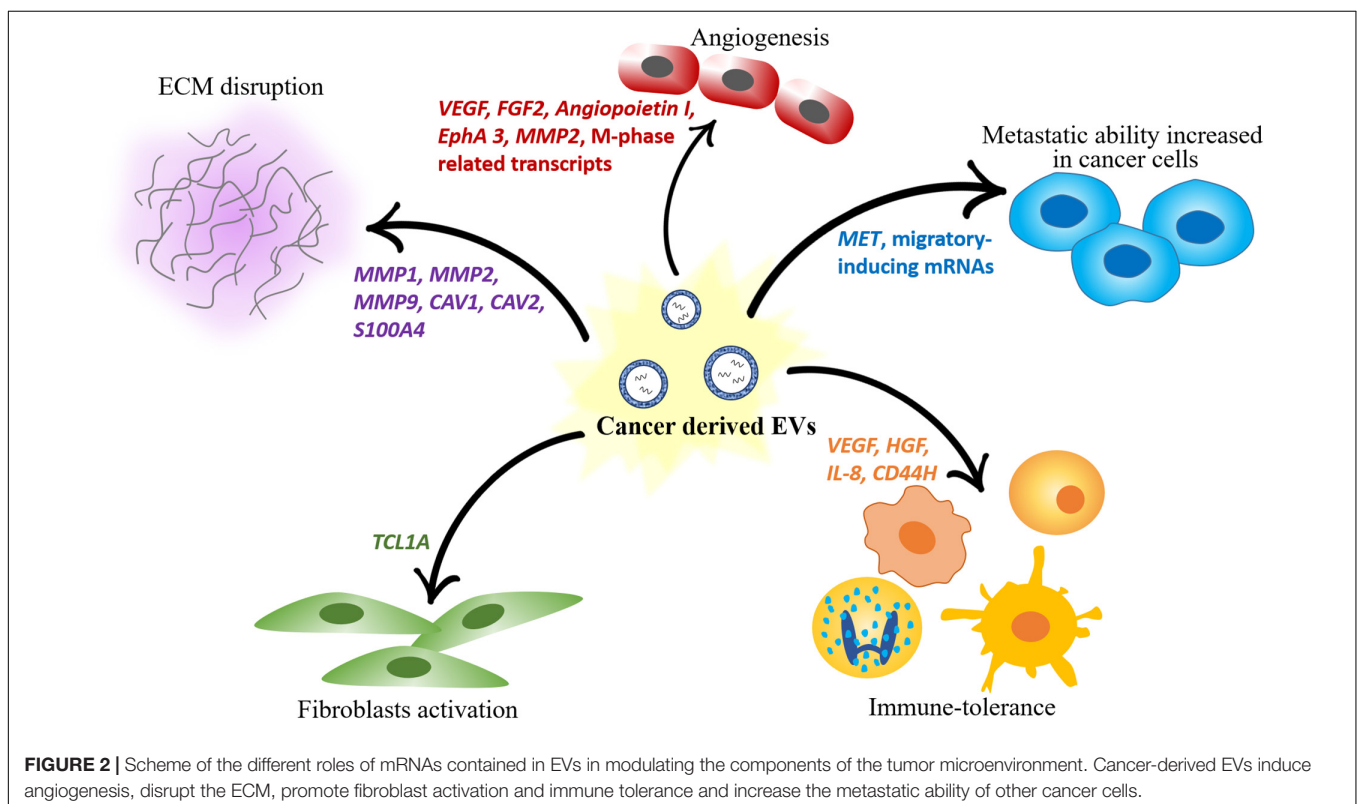 Angiogenesis
ECM disruption
VEGF, FGF2, Angiopoietin I,
EphA 3, MMP2, M-phase
related transcripts
Metastatic ability increased
in cancer cells
MET, migratory-
inducing mRNAs
MMP1, MMP2,
MMP9, CAV1, CAV2,
S100A4
Cancer derived EVs
VEGF, HGF,
IL-8, CD44H
TCL1A
Fibroblasts activation
Immune-tolerance
FIGURE 2 | Scheme of the different roles of mRNAs contained in EVs in modulating the components of the tumor microenvironment. Cancer-derived EVs induce
angiogenesis, disrupt the ECM, promote fibroblast activation and immune tolerance and increase the metastatic ability of other cancer cells.